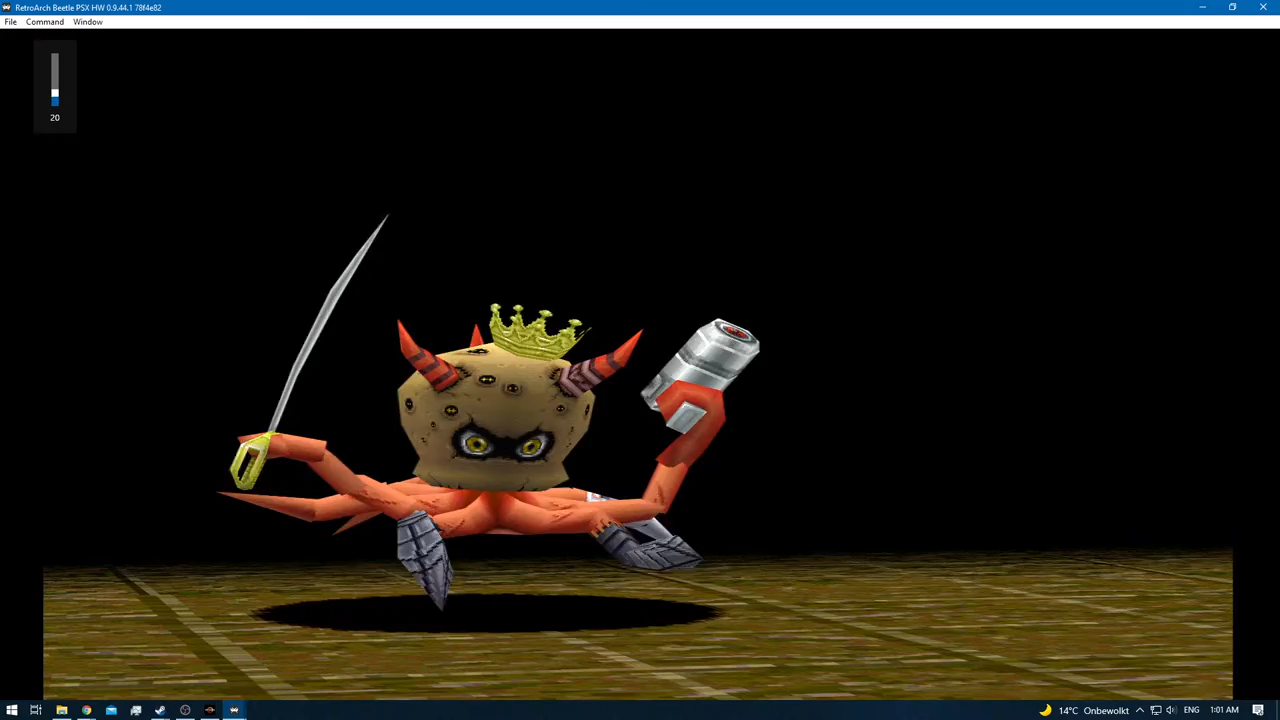 RetroArch Beetle PSX HW 0.9.44.1 78f4e82
File Command Window
20
14°C Onbewolkt ENG 1:01 AM